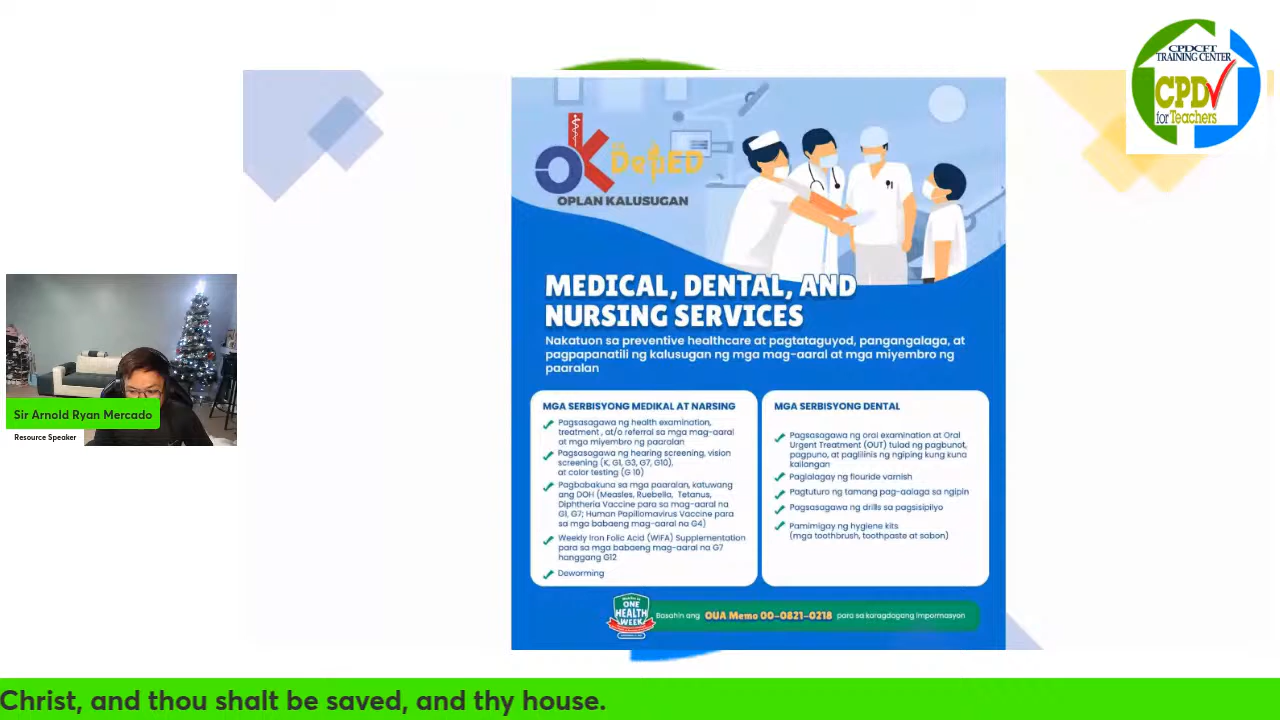 CPDCFT
TRAINING CENTER
CPD
for Teachers
OK
sa
DepED
OPLAN KALUSUGAN
MEDICAL, DENTAL, AND
NURSING SERVICES
Nakatuon sa preventive healthcare at pagtataguyod, pangangalaga, at
pagpapanatili ng kalusugan ng mga mag-aaral at mga miyembro ng
paaralan
MGA SERBISYONG MEDIKAL AT NARSING
Pagsasagawa ng health examination,
treatment , at/o referral sa mga mag-aaral
at mga miyembro ng paaralan
Pagsasagawa ng hearing screening, vision
screening (K, G1, G3, G7, G10),
at color testing (G 10)
Pagbabakuna sa mga paaralan, katuwang
ang DOH (Measles, Ruebella, Tetanus,
Diphtheria Vaccine para sa mag-aaral na
G1, G7; Human Papillomavirus Vaccine para
sa mga babaeng mag-aaral na G4)
Weekly Iron Folic Acid (WIFA) Supplementation
para sa mga babaeng mag-aaral na G7
hanggang G12
Deworming
MGA SERBISYONG DENTAL
Pagsasagawa ng oral examination at Oral
Urgent Treatment (OUT) tulad ng pagbunot,
pagpuno, at paglilinis ng ngiping kung kuna
kailangan
Paglalagay ng flouride varnish
Pagtuturo ng tamang pag-aalaga sa ngipin
Pagsasagawa ng drills sa pagsisipilyo
Pamimigay ng hygiene kits
(mga toothbrush, toothpaste at sabon)
ONE
HEALTH
WEEK
Basahin ang OUA Memo 00-0821-0218 para sa karagdagang impormasyon
Sir Arnold Ryan Mercado
Resource Speaker
Christ, and thou shalt be saved, and thy house.